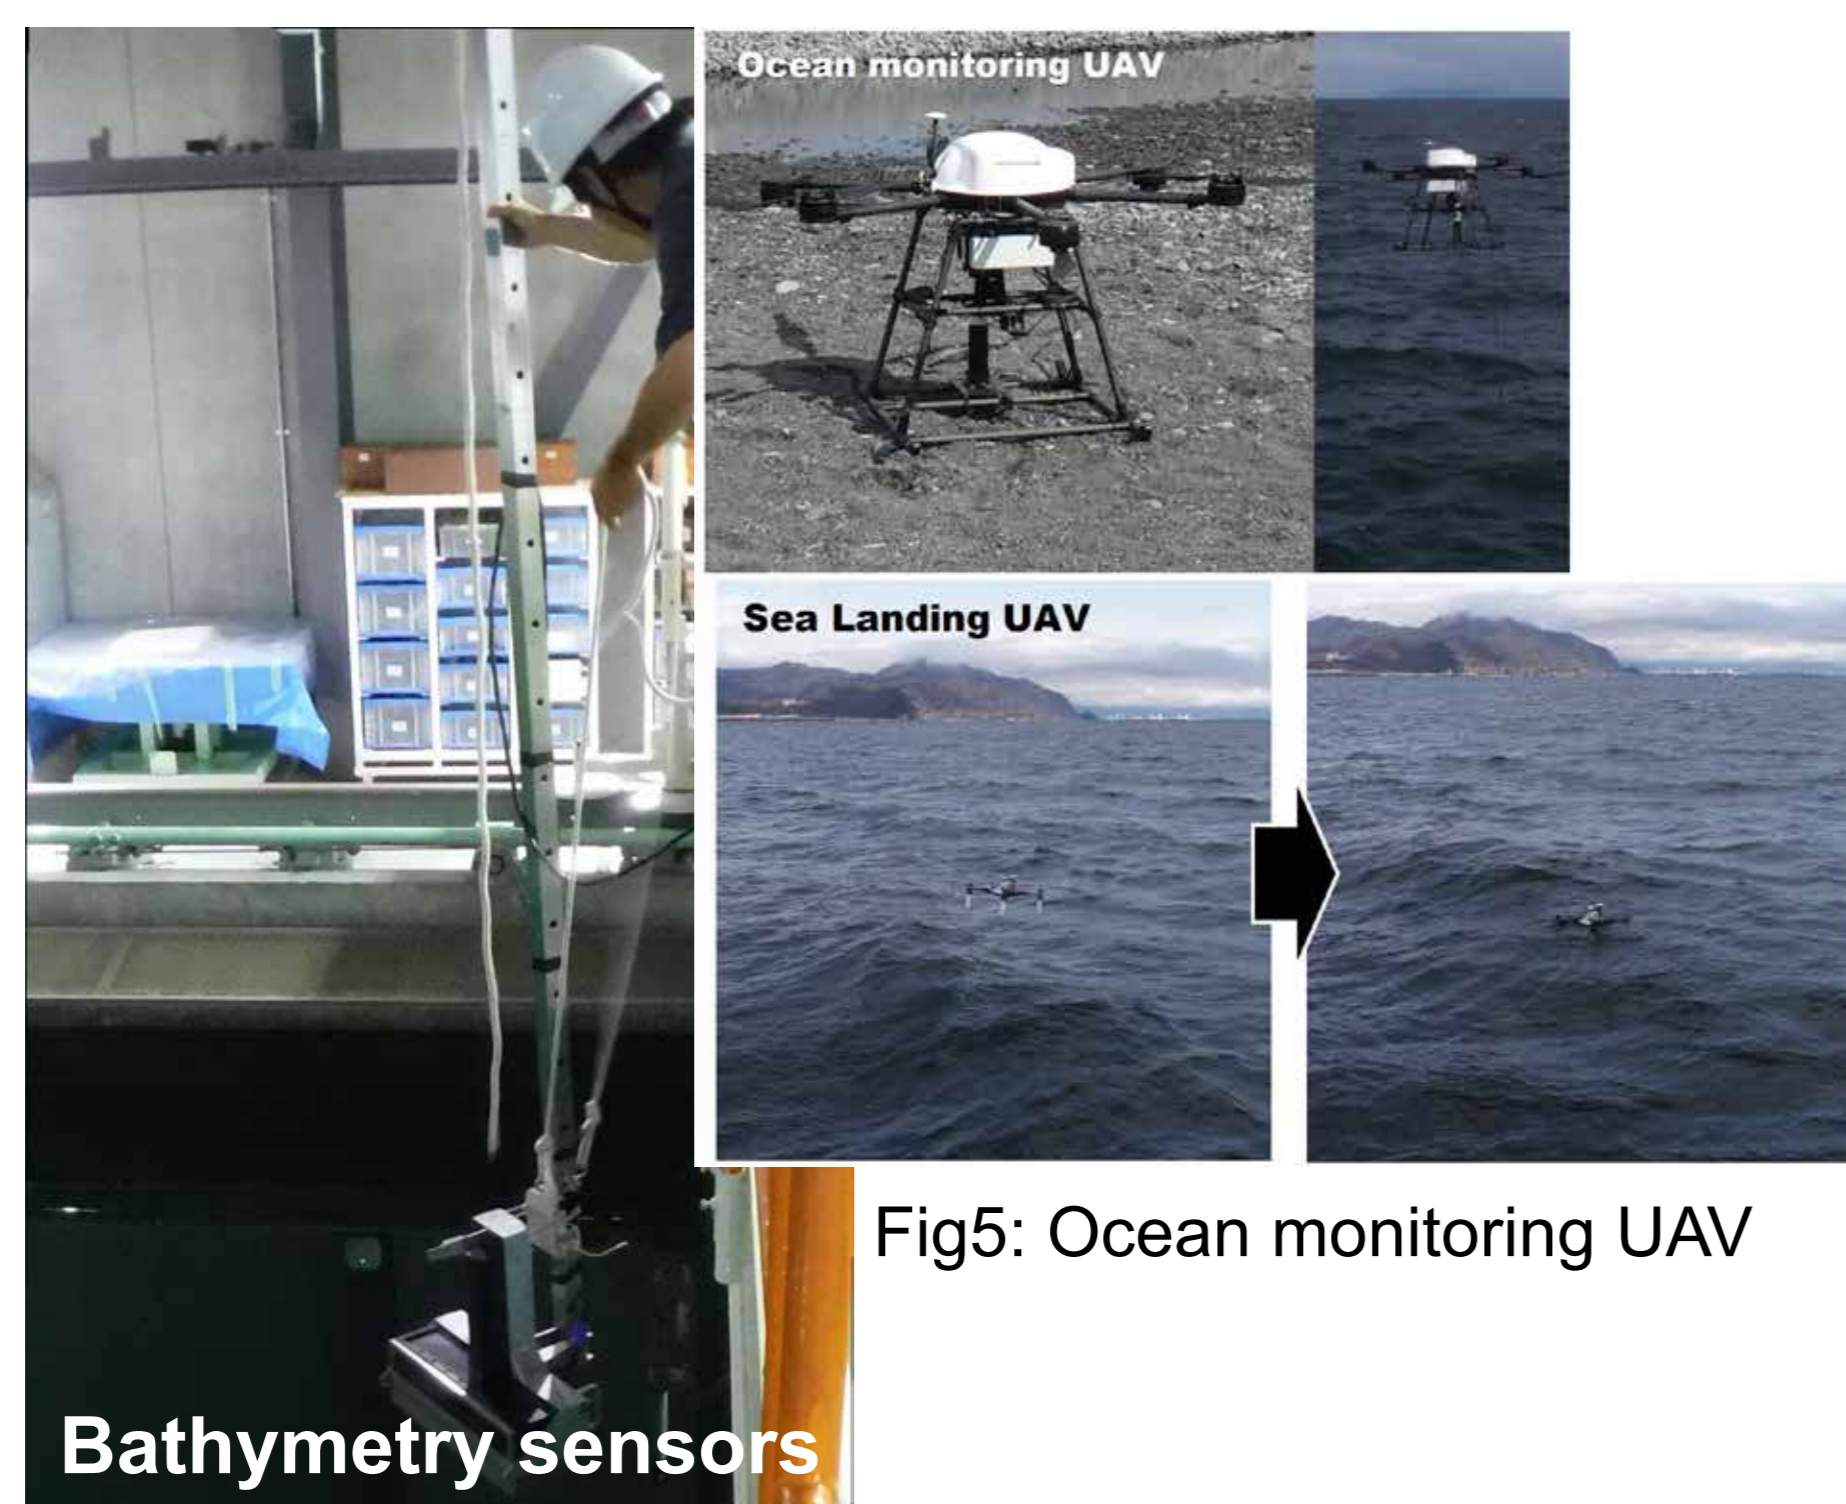 Ocean monitoring UAV
Sea Landing UAV
Fig5: Ocean monitoring UAV
Bathymetry sensors